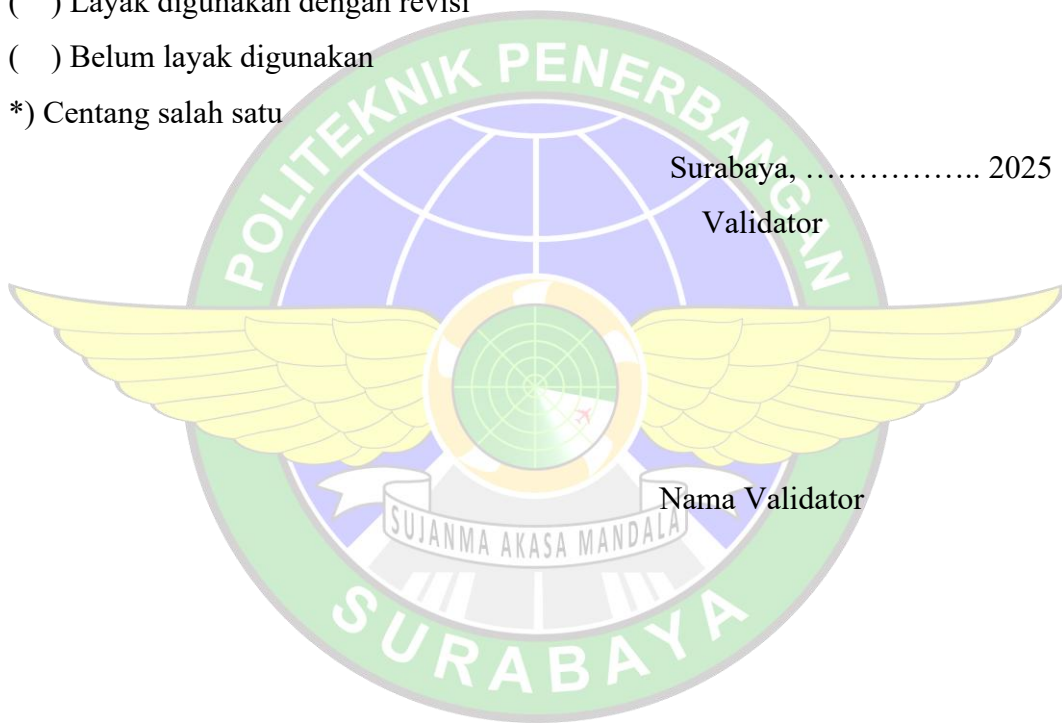 ( ) Layak digunakan dengan revisi
( ) Belum layak digunakan
*) Centang salah satu
Surabaya, …………….. 2025
Validator
Nama Validator
POLITEKNIK PENERBANGAN
SUJANMA AKASA MANDALA
SURABAYA